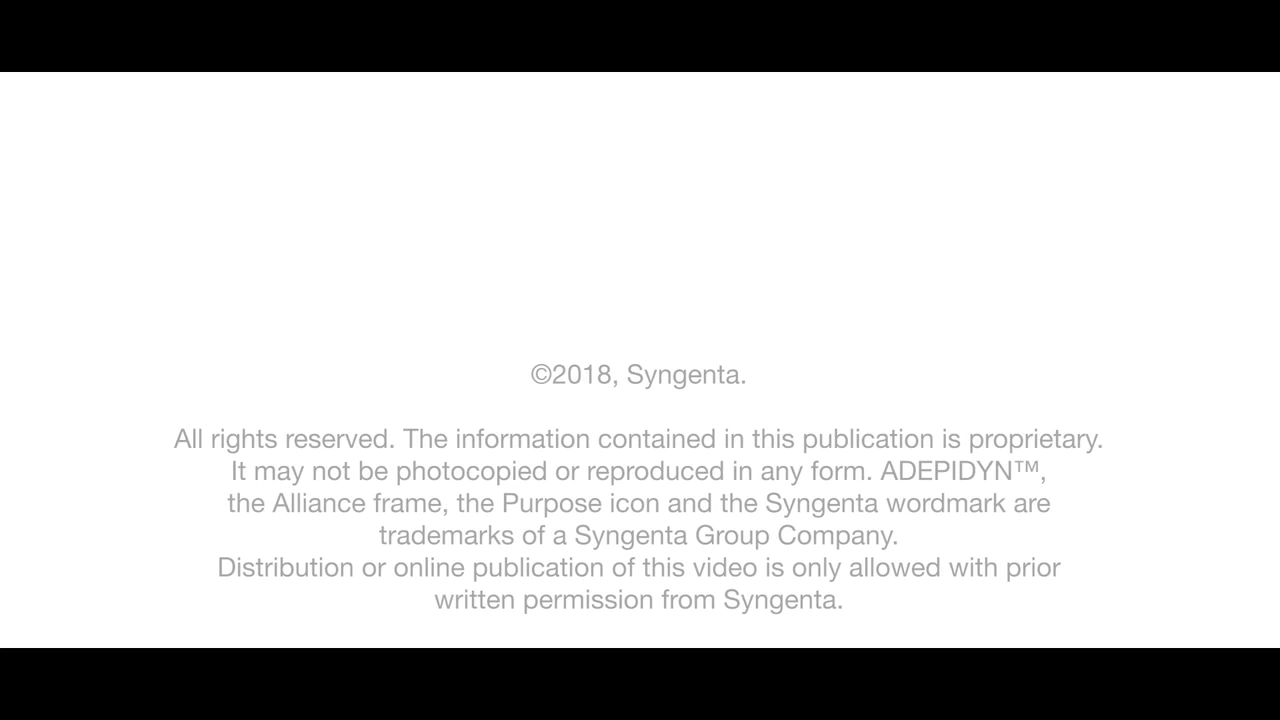 ©2018, Syngenta.
All rights reserved. The information contained in this publication is proprietary.
It may not be photocopied or reproduced in any form. ADEPIDYN™,
the Alliance frame, the Purpose icon and the Syngenta wordmark are
trademarks of a Syngenta Group Company.
Distribution or online publication of this video is only allowed with prior
written permission from Syngenta.